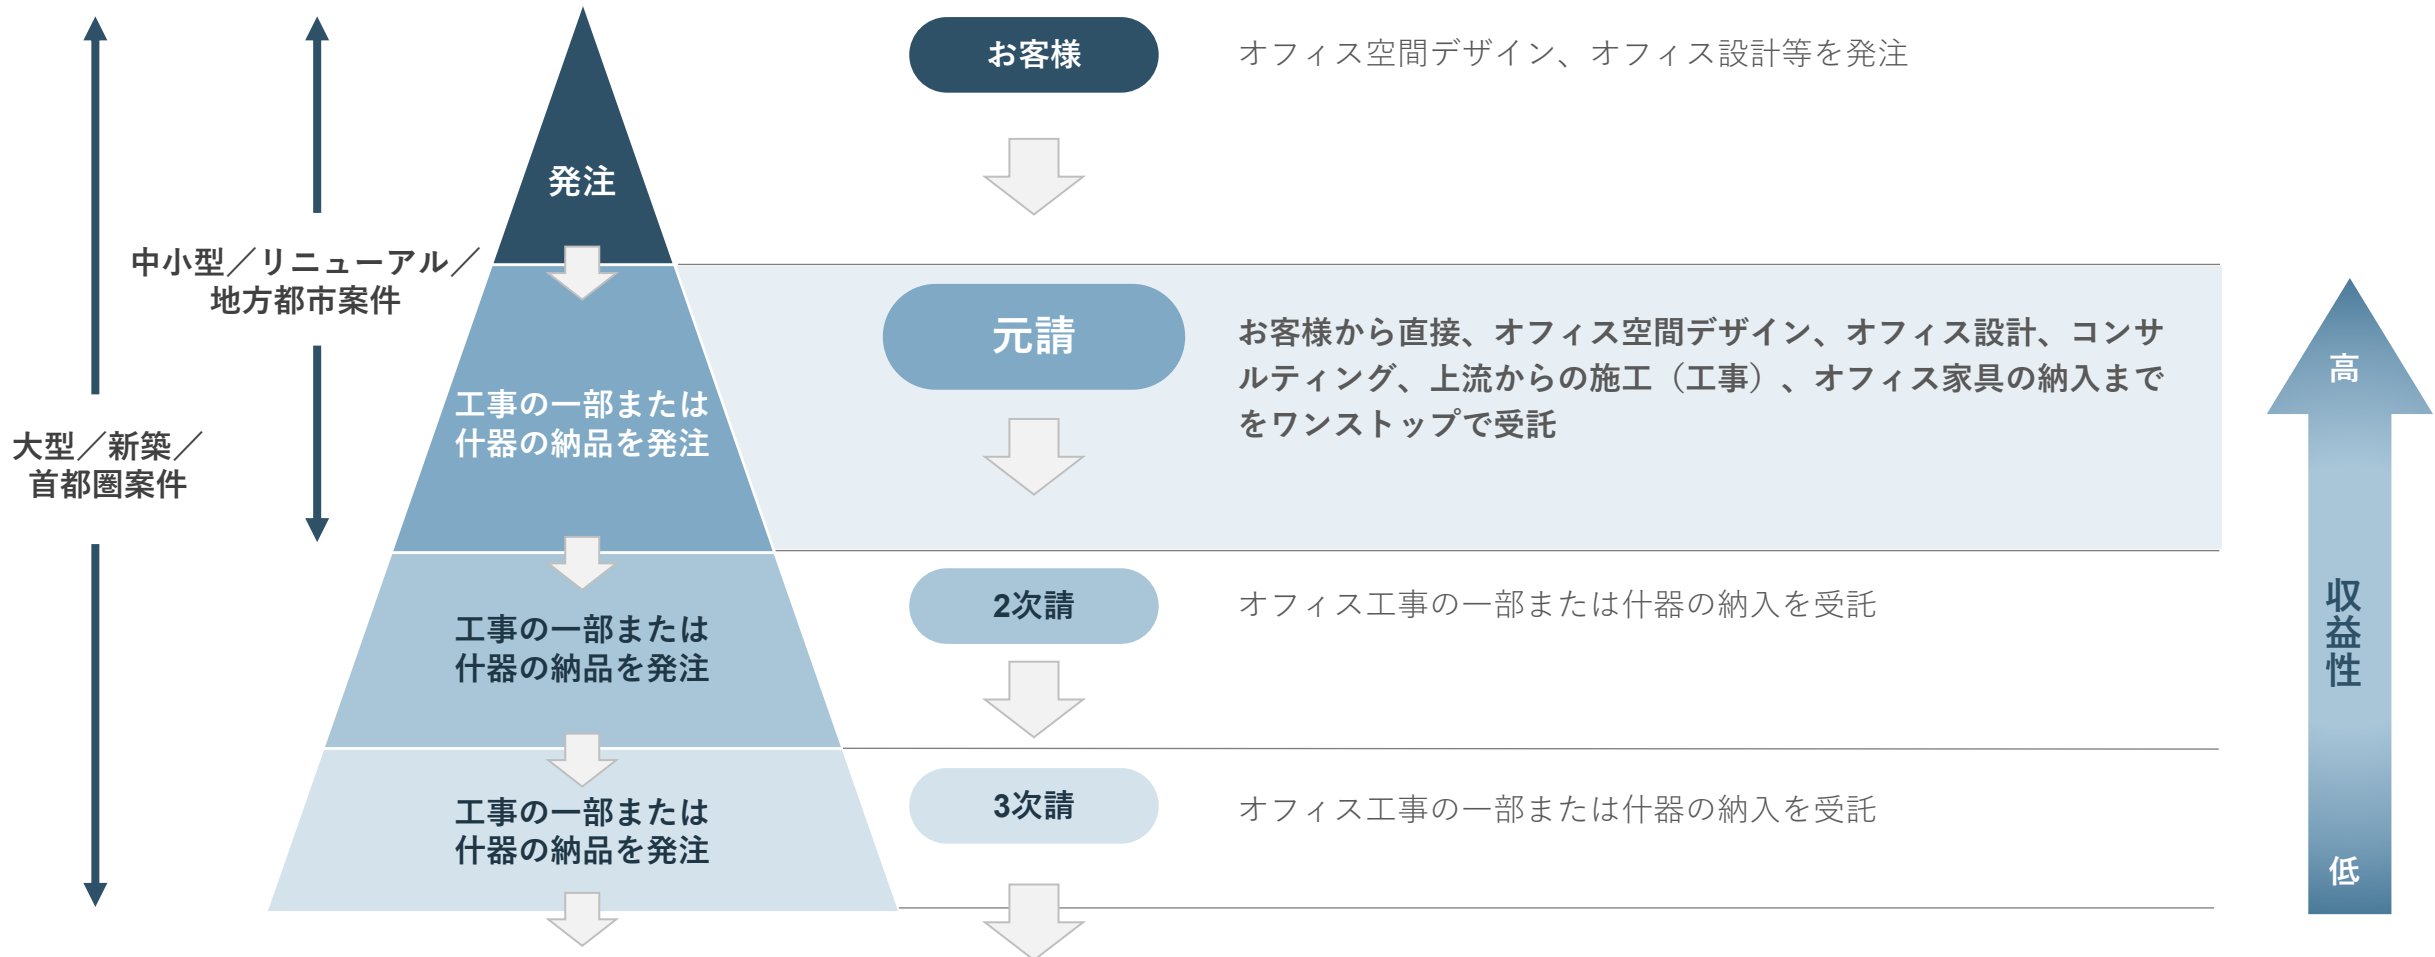 お客様
オフィス空間デザイン、オフィス設計等を発注
発注
中小型／リニューアル／
地方都市案件
大型／新築／
首都圏案件
元請
お客様から直接、オフィス空間デザイン、オフィス設計、コンサ
ルティング、上流からの施工（工事）、オフィス家具の納入まで
をワンストップで受託
工事の一部または
什器の納品を発注
2次請
オフィス工事の一部または什器の納入を受託
工事の一部または
什器の納品を発注
3次請
オフィス工事の一部または什器の納入を受託
工事の一部または
什器の納品を発注
高
収益性
低